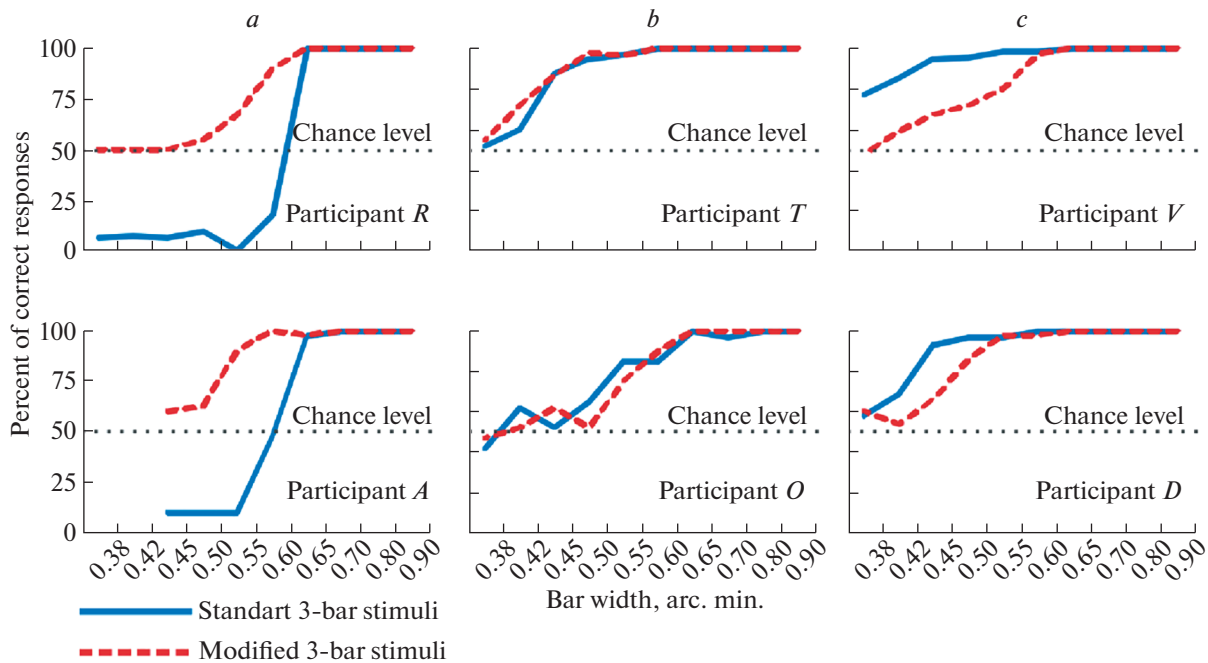 a b c
Percent of correct responses
100
75
50
25
0
Chance level
Participant R
Chance level
Participant T
Chance level
Participant V
100
75
50
25
0
Chance level
Participant A
Chance level
Participant O
Chance level
Participant D
0.38 0.42 0.45 0.50 0.55 0.60 0.65 0.70 0.80 0.90
0.38 0.42 0.45 0.50 0.55 0.60 0.65 0.70 0.80 0.90
0.38 0.42 0.45 0.50 0.55 0.60 0.65 0.70 0.80 0.90
Bar width, arc. min.
Standart 3-bar stimuli
Modified 3-bar stimuli